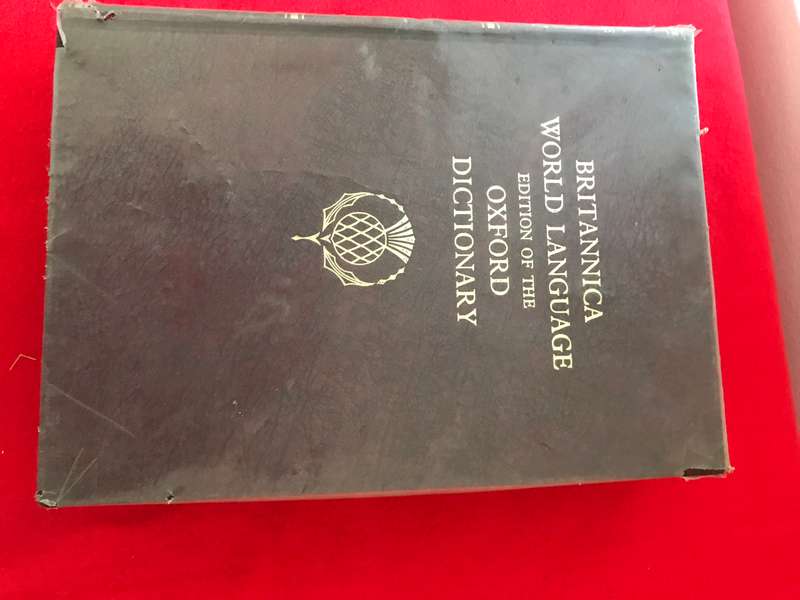 BRITANNICA
WORLD LANGUAGE
EDITION OF THE
OXFORD
DICTIONARY